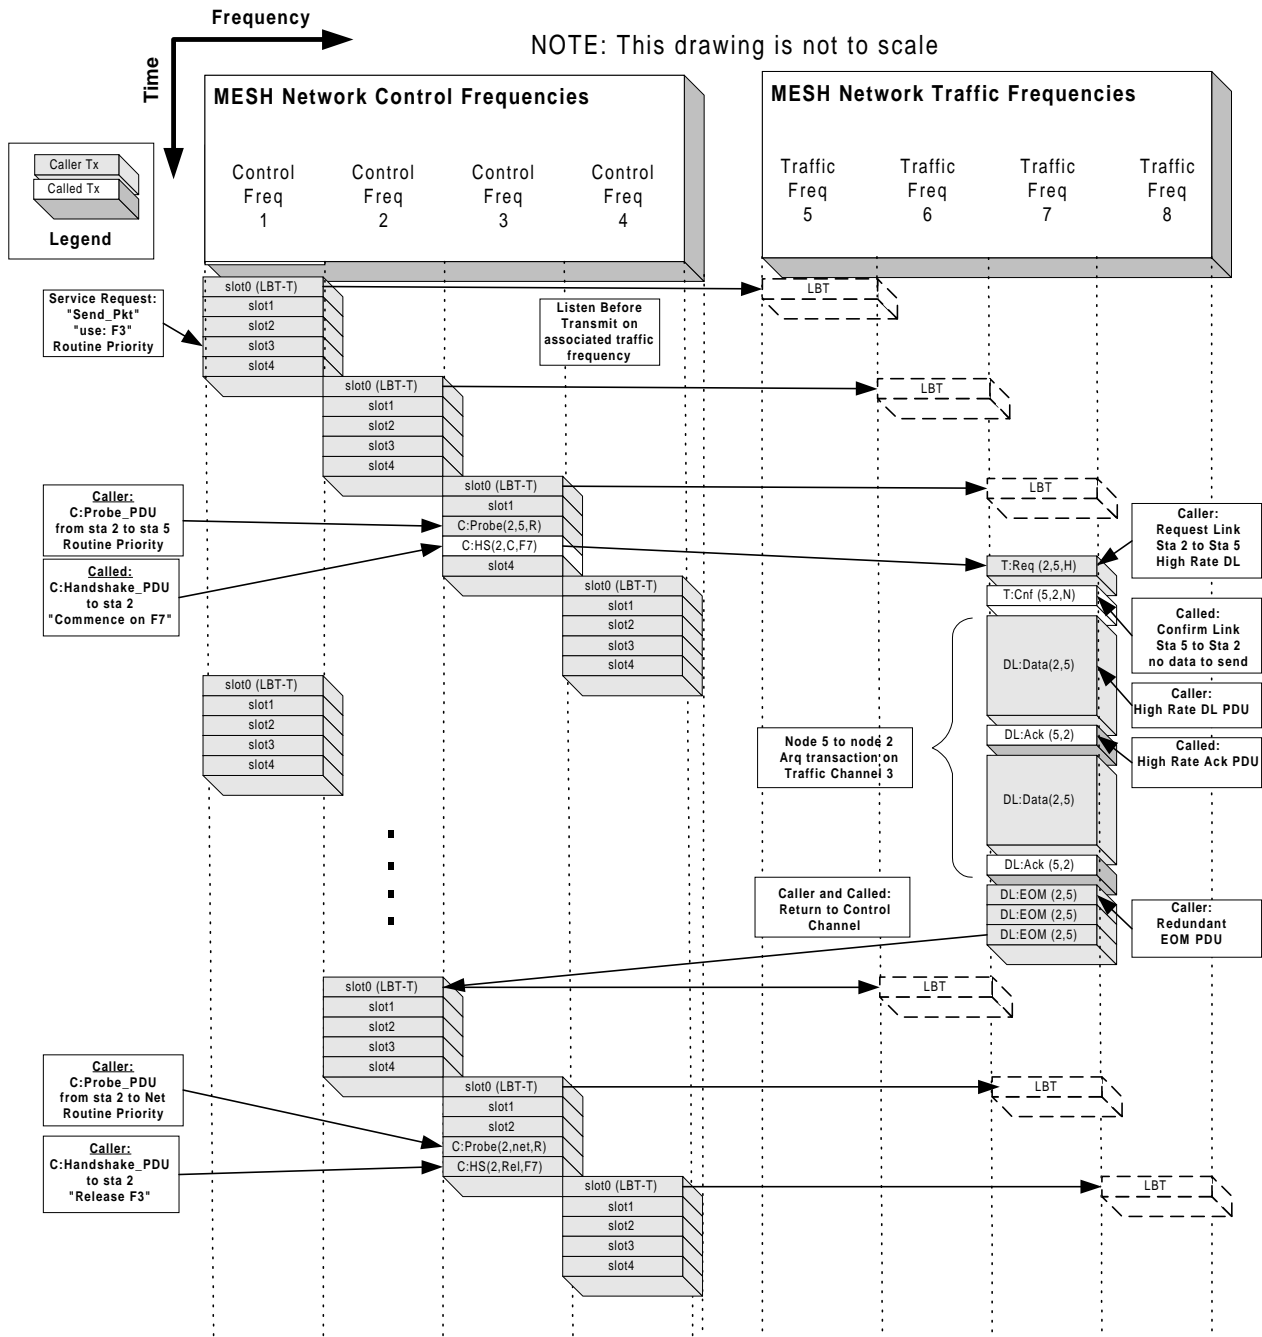 Frequency
NOTE: This drawing is not to scale
Time
MESH Network Control Frequencies
MESH Network Traffic Frequencies
Control
Freq
1
Control
Freq
2
Control
Freq
3
Control
Freq
4
Traffic
Freq
5
Traffic
Freq
6
Traffic
Freq
7
Traffic
Freq
8
Caller Tx
Called Tx
Legend
Service Request:
"Send_Pkt"
"use: F3"
Routine Priority
slot0 (LBT-T)
slot1
slot2
slot3
slot4
Listen Before
Transmit on
associated traffic
frequency
LBT
slot0 (LBT-T)
slot1
slot2
slot3
slot4
LBT
Caller:
C:Probe_PDU
from sta 2 to sta 5
Routine Priority
Called:
C:Handshake_PDU
to sta 2
"Commence on F7"
slot0 (LBT-T)
slot1
C:Probe(2,5,R)
C:HS(2,C,F7)
slot4
LBT
T:Req (2,5,H)
T:Cnf (5,2,N)
Caller:
Request Link
Sta 2 to Sta 5
High Rate DL
Called:
Confirm Link
Sta 5 to Sta 2
no data to send
slot0 (LBT-T)
slot1
slot2
slot3
slot4
DL:Data(2,5)
Caller:
High Rate DL PDU
slot0 (LBT-T)
slot1
slot2
slot3
slot4
Node 5 to node 2
Arq transaction on
Traffic Channel 3
DL:Ack (5,2)
Called:
High Rate Ack PDU
DL:Data(2,5)
DL:Ack (5,2)
Caller and Called:
Return to Control
Channel
DL:EOM (2,5)
DL:EOM (2,5)
DL:EOM (2,5)
Caller:
Redundant
EOM PDU
slot0 (LBT-T)
slot1
slot2
slot3
slot4
LBT
Caller:
C:Probe_PDU
from sta 2 to Net
Routine Priority
Caller:
C:Handshake_PDU
to sta 2
"Release F3"
slot0 (LBT-T)
slot1
slot2
C:Probe(2,net,R)
C:HS(2,Rel,F7)
LBT
slot0 (LBT-T)
slot1
slot2
slot3
slot4
LBT